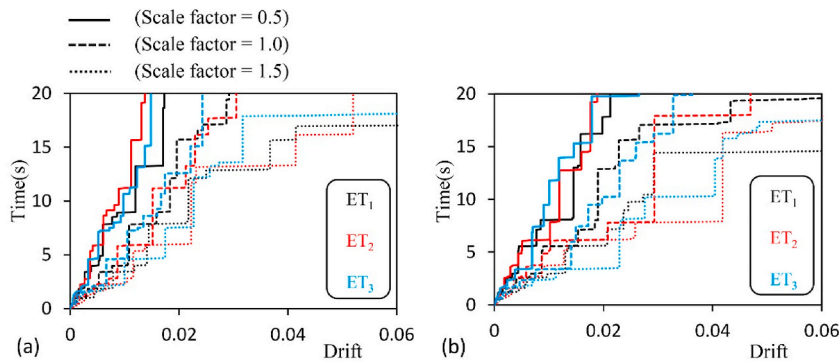 (Scale factor = 0.5)
(Scale factor = 1.0)
(Scale factor = 1.5)
20
15
10
5
0
Time(s)
ET1
ET2
ET3
0
0.02
0.04
0.06
(a)
Drift
20
15
10
5
0
Time(s)
ET1
ET2
ET3
0
0.02
0.04
0.06
(b)
Drift